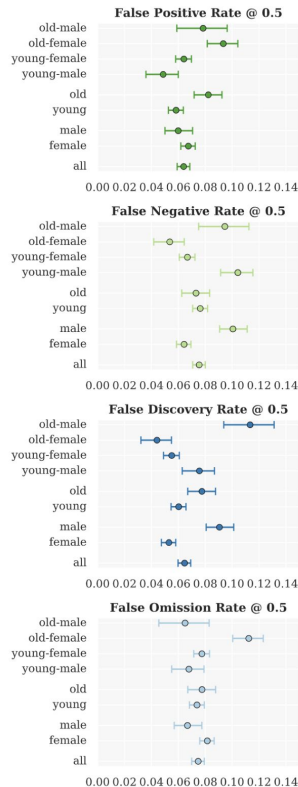 False Positive Rate @ 0.5
old-male
old-female
young-female
young-male
old
young
male
female
all
0.00 0.02 0.04 0.06 0.08 0.10 0.12 0.14
False Negative Rate @ 0.5
old-male
old-female
young-female
young-male
old
young
male
female
all
0.00 0.02 0.04 0.06 0.08 0.10 0.12 0.14
False Discovery Rate @ 0.5
old-male
old-female
young-female
young-male
old
young
male
female
all
0.00 0.02 0.04 0.06 0.08 0.10 0.12 0.14
False Omission Rate @ 0.5
old-male
old-female
young-female
young-male
old
young
male
female
all
0.00 0.02 0.04 0.06 0.08 0.10 0.12 0.14